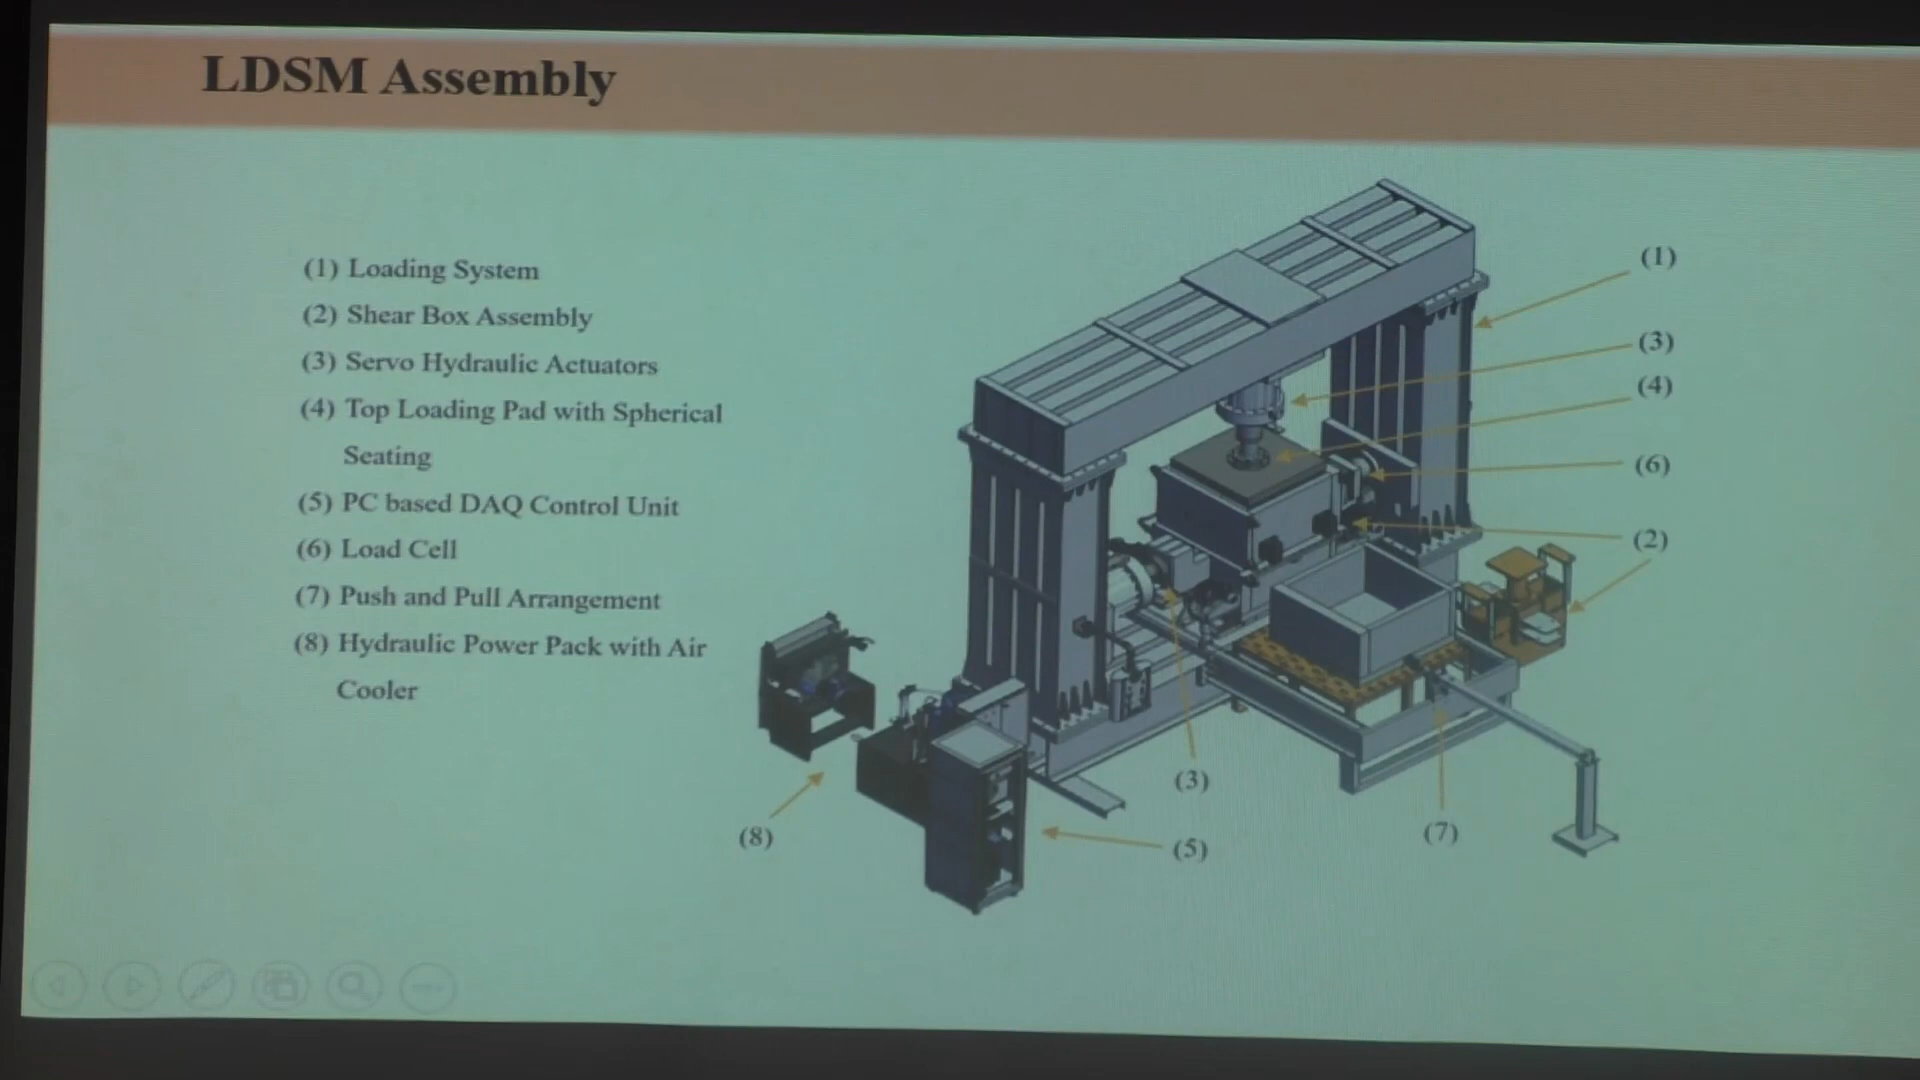 LDSM Assembly
(1) Loading System
(2) Shear Box Assembly
(3) Servo Hydraulic Actuators
(4) Top Loading Pad with Spherical
Seating
(5) PC based DAQ Control Unit
(6) Load Cell
(7) Push and Pull Arrangement
(8) Hydraulic Power Pack with Air
Cooler
(1)
(3)
(4)
(6)
(2)
(3)
(7)
(8)
(5)